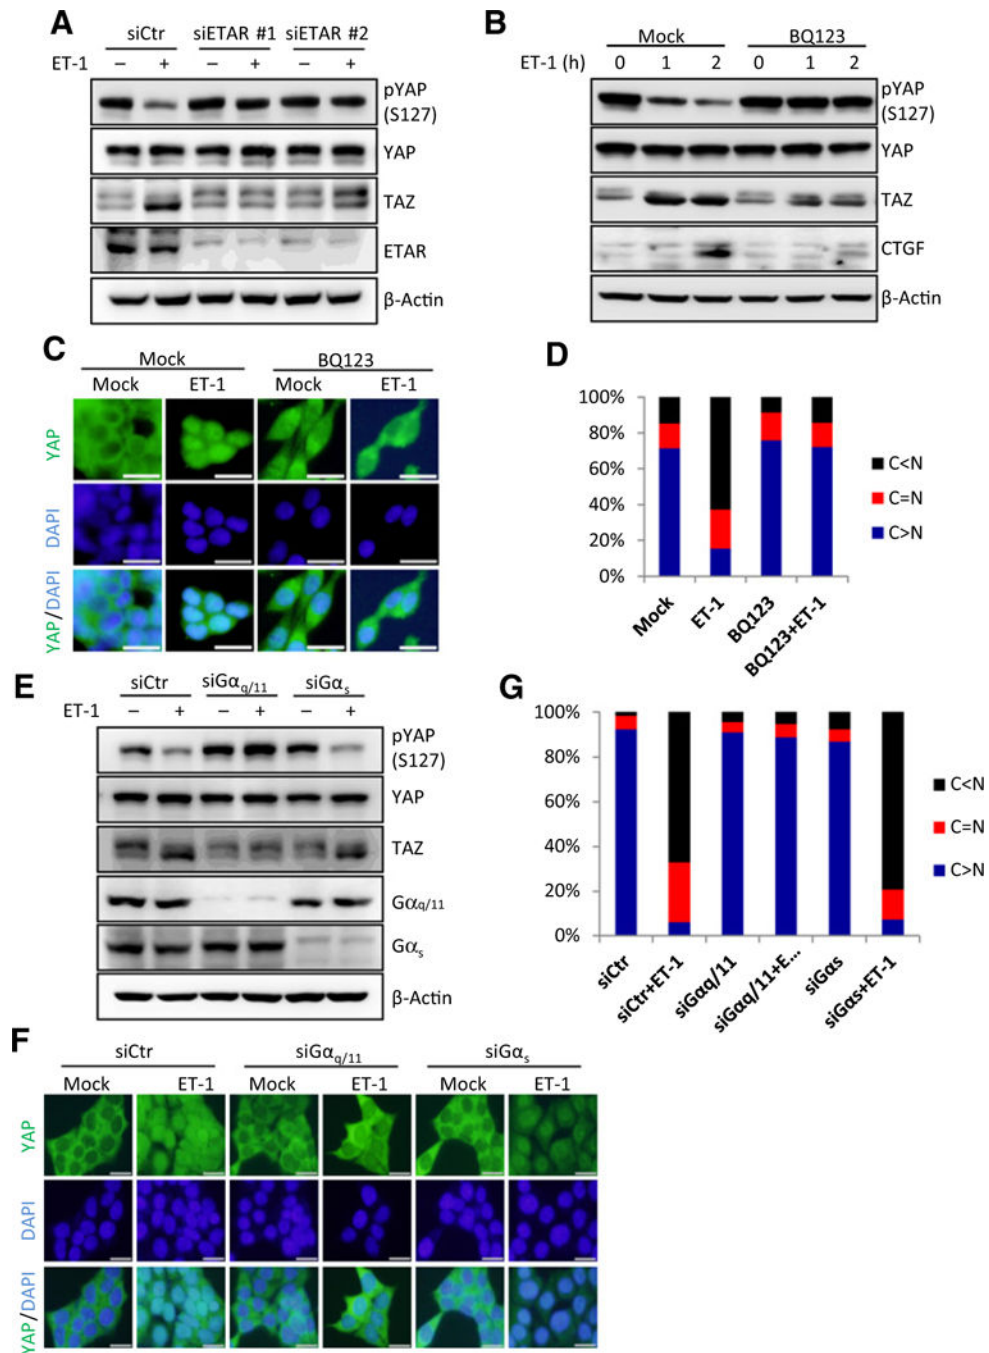 A
siCtr siETAR #1 siETAR #2
ET-1 – + – + – +
pYAP
(S127)
YAP
TAZ
ETAR
β-Actin
B
Mock BQ123
ET-1 (h) 0 1 2 0 1 2
pYAP
(S127)
YAP
TAZ
CTGF
β-Actin
C
Mock BQ123
Mock ET-1 Mock ET-1
YAP
DAPI
YAP/DAPI
D
100%
80%
60%
40%
20%
0%
Mock
ET-1
BQ123
BQ123+ET-1
C<N
C=N
C>N
E
siCtr siGαq/11 siGαs
ET-1 – + – + – +
pYAP
(S127)
YAP
TAZ
Gαq/11
Gαs
β-Actin
G
100%
80%
60%
40%
20%
0%
siCtr
siCtr+ET-1
siGαq/11
siGαq/11+E...
siGαs
siGαs+ET-1
C<N
C=N
C>N
F
siCtr siGαq/11 siGαs
Mock ET-1 Mock ET-1 Mock ET-1
YAP
DAPI
YAP/DAPI